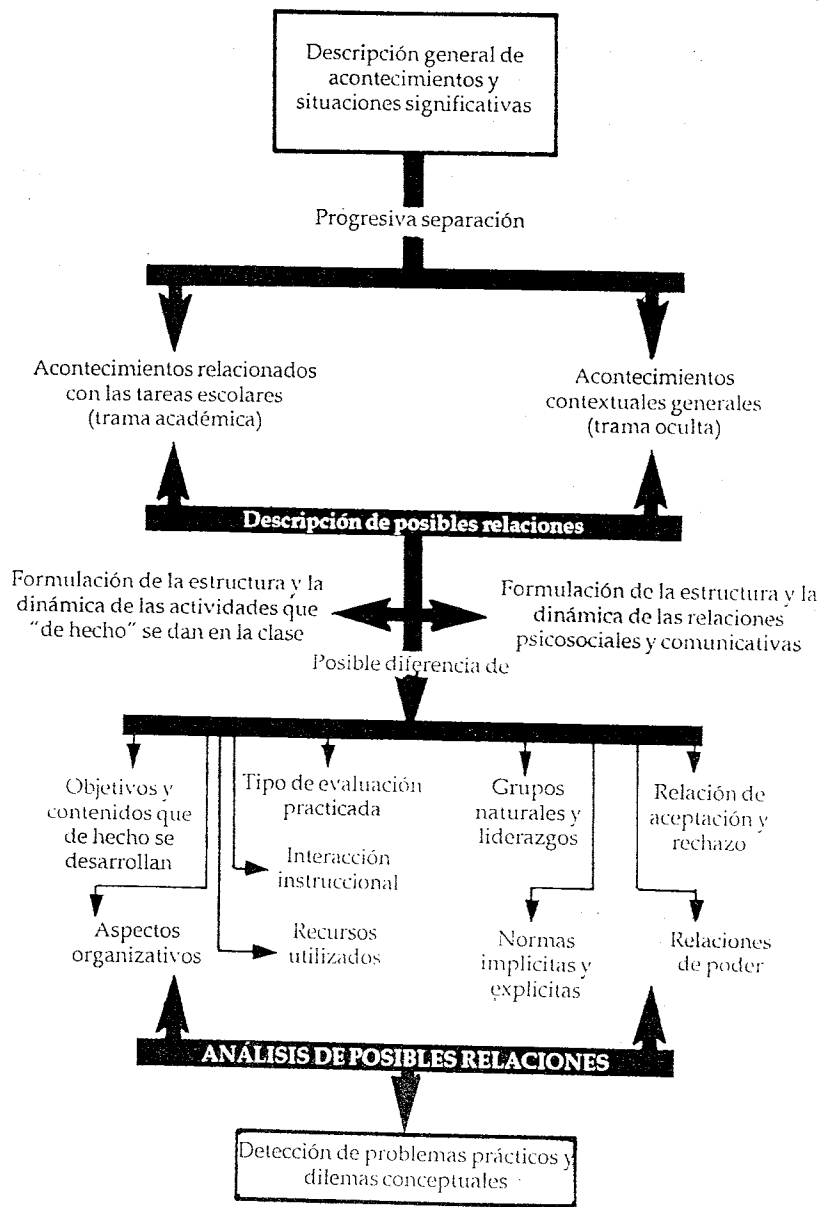 Descripción general de
acontecimientos y
situaciones significativas
Progresiva separación
Acontecimientos relacionados
con las tareas escolares
(trama académica)
Acontecimientos
contextuales generales
(trama oculta)
Descripción de posibles relaciones
Formulación de la estructura y la
dinámica de las actividades que
"de hecho" se dan en la clase
Formulación de la estructura y la
dinámica de las relaciones
psicosociales y comunicativas
Posible diferencia de
Objetivos y
contenidos que
de hecho se
desarrollan
Tipo de evaluación
practicada
Grupos
naturales y
liderazgos
Relación de
aceptación y
rechazo
Interacción
instruccional
Aspectos
organizativos
Recursos
utilizados
Normas
implicitas y
explicitas
Relaciones
de poder
ANÁLISIS DE POSIBLES RELACIONES
Detección de problemas prácticos y
dilemas conceptuales